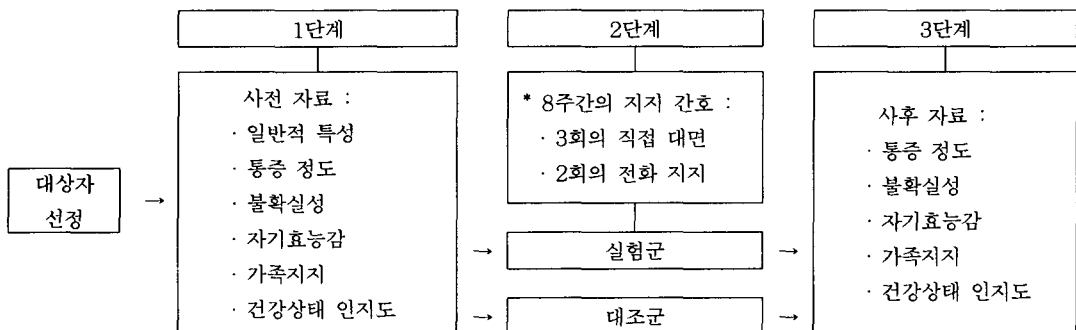 1단계
2단계
3단계
대상자
선정
→
사전 자료 :
· 일반적 특성
· 통증 정도
· 불확실성
· 자기효능감
· 가족지지
· 건강상태 인지도
* 8주간의 지지 간호 :
· 3회의 직접 대면
· 2회의 전화 지지
→ 실험군 →
→ 대조군 →
사후 자료 :
· 통증 정도
· 불확실성
· 자기효능감
· 가족지지
· 건강상태 인지도